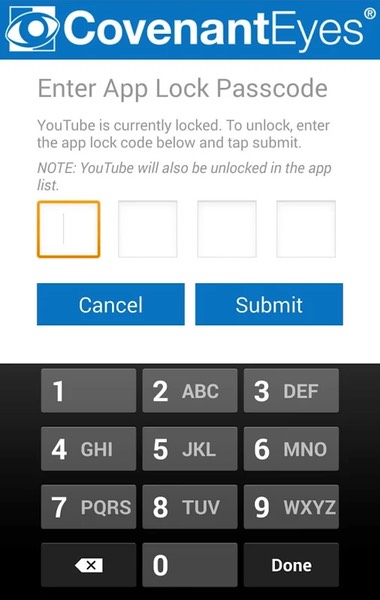 CovenantEyes®
Enter App Lock Passcode
YouTube is currently locked. To unlock, enter
the app lock code below and tap submit.
NOTE: YouTube will also be unlocked in the app
list.
Cancel Submit
1 2 ABC 3 DEF
4 GHI 5 JKL 6 MNO
7 PQRS 8 TUV 9 WXYZ
0 Done